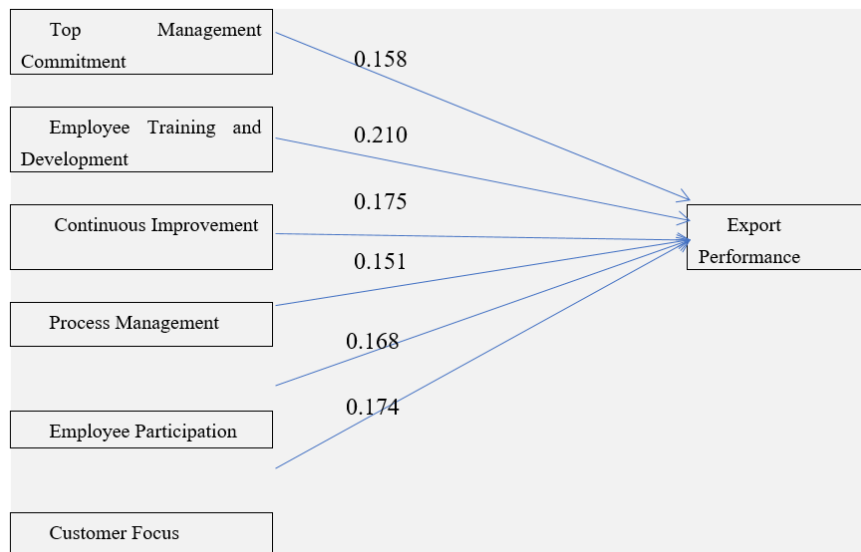 Top Management
Commitment
0.158
Employee Training and
Development
0.210
0.175
Continuous Improvement
Export
Performance
0.151
Process Management
0.168
Employee Participation
0.174
Customer Focus